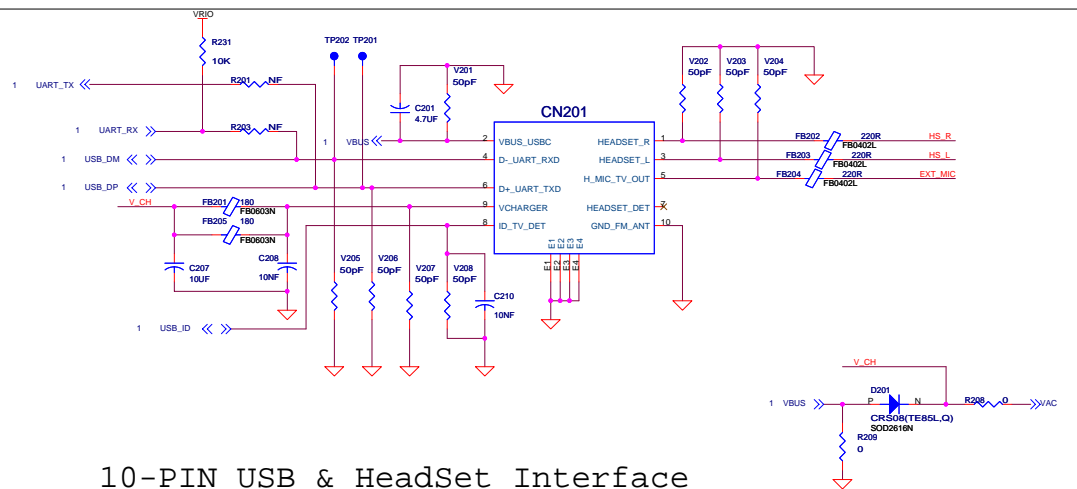 VRIO
R231
10K
TP202 TP201
1 UART_TX
R201 NF
1 UART_RX
R203 NF
1 USB_DM
1 USB_DP
V_CH
FB201 180
FB0603N
FB205 180
FB0603N
C207
10UF
C208
10NF
1 USB_ID
C201
4.7UF
V201
50pF
1 VBUS
CN201
2 VBUS_USBC
4 D-_UART_RXD
6 D+_UART_TXD
9 VCHARGER
8 ID_TV_DET
HEADSET_R 1
HEADSET_L 3
H_MIC_TV_OUT 5
HEADSET_DET 7
GND_FM_ANT 10
E1 E2 E3 E4
E1 E2 E3 E4
V202 V203 V204
50pF 50pF 50pF
FB202 220R HS_R
FB0402L
FB203 220R HS_L
FB0402L
FB204 220R EXT_MIC
FB0402L
V205 V206 V207 V208
50pF 50pF 50pF 50pF
C210
10NF
V_CH
D201
1 VBUS P N R208 0 VAC
CRS08(TE85L,Q)
SOD2616N
R209
0
10-PIN USB & HeadSet Interface